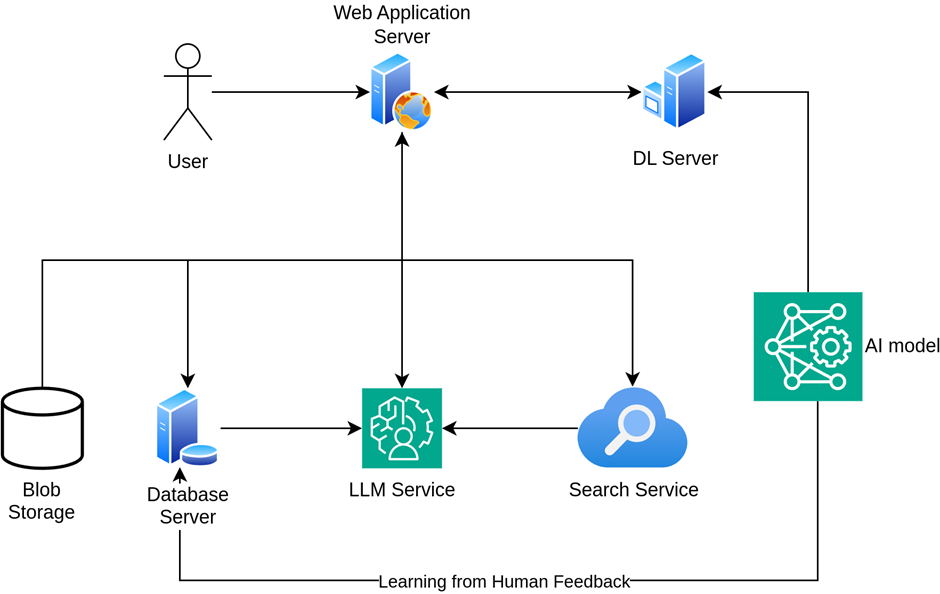 Web Application
Server
User
DL Server
AI model
Blob
Storage
Database
Server
LLM Service
Search Service
Learning from Human Feedback